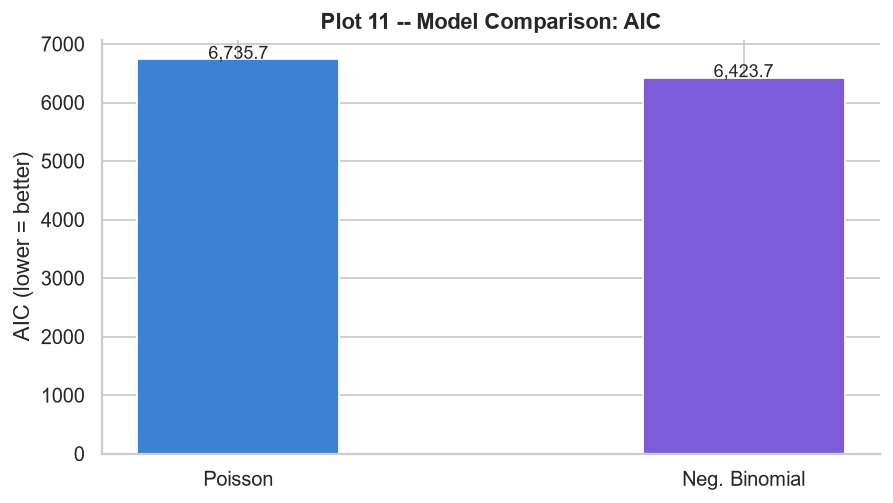 Plot 11 -- Model Comparison: AIC
AIC (lower = better)
7000
6000
5000
4000
3000
2000
1000
0
6,735.7
6,423.7
Poisson
Neg. Binomial